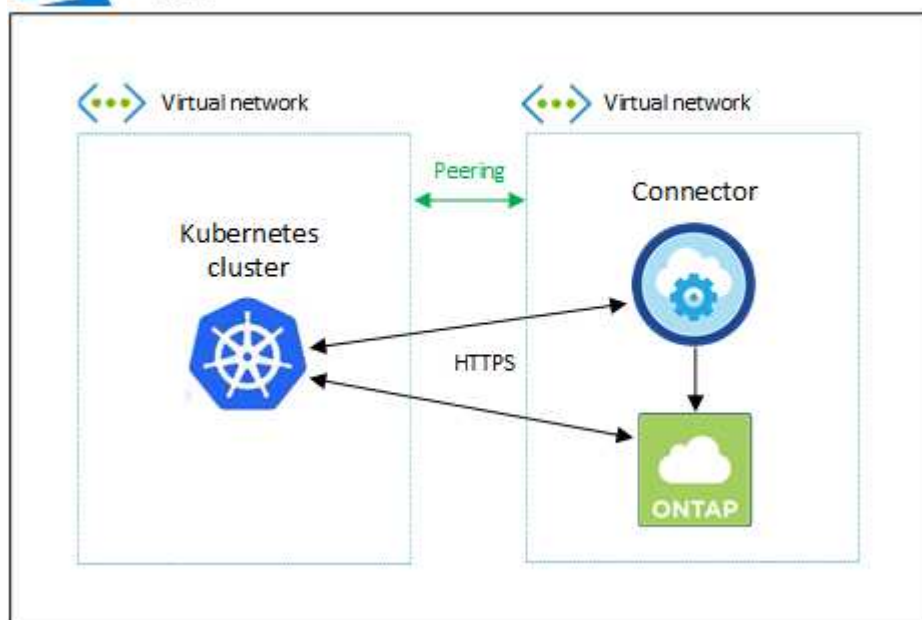 Virtual network
Virtual network
Peering
Connector
Kubernetes
cluster
HTTPS
ONTAP